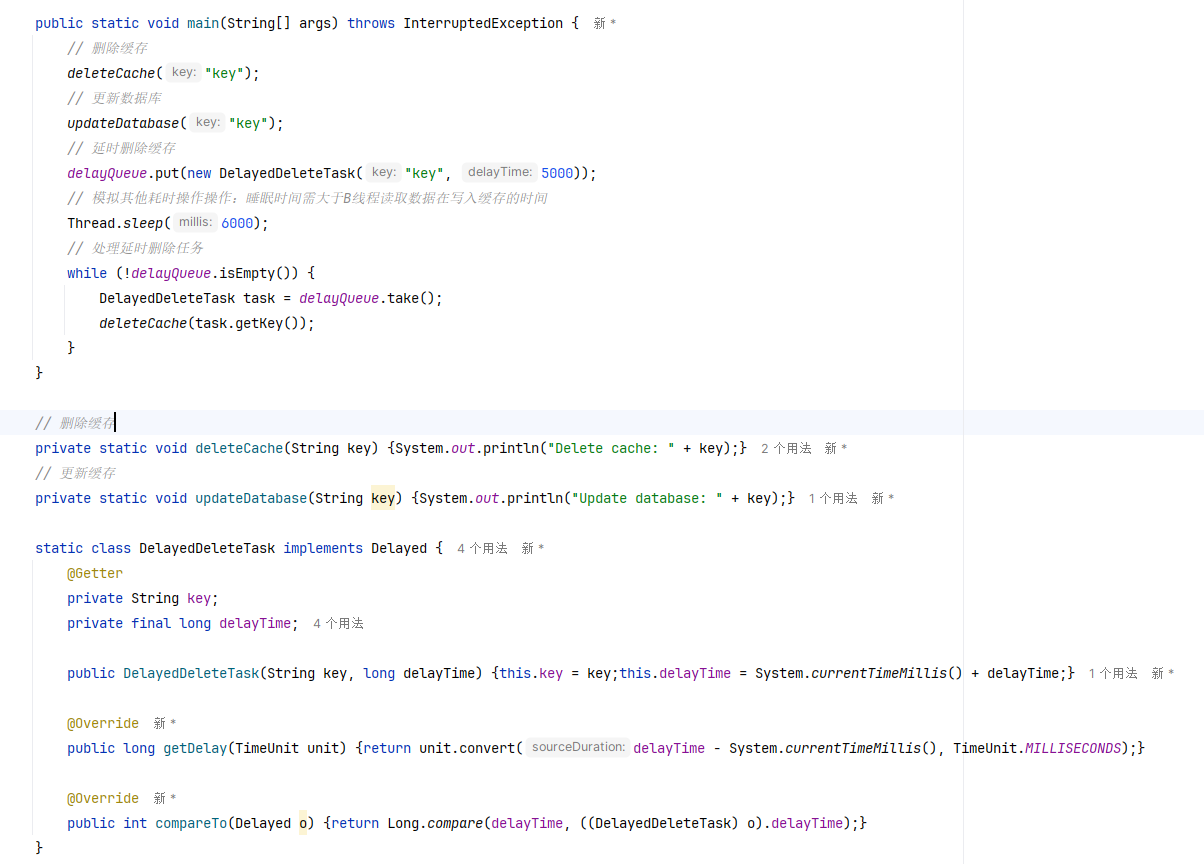 public static void main(String[] args) throws InterruptedException { 新 *
// 删除缓存
deleteCache( key: "key");
// 更新数据库
updateDatabase( key: "key");
// 延时删除缓存
delayQueue.put(new DelayedDeleteTask( key: "key", delayTime: 5000));
// 模拟其他耗时操作操作：睡眠时间需大于B线程读取数据在写入缓存的时间
Thread.sleep( millis: 6000);
// 处理延时删除任务
while (!delayQueue.isEmpty()) {
DelayedDeleteTask task = delayQueue.take();
deleteCache(task.getKey());
}
}
// 删除缓存
private static void deleteCache(String key) {System.out.println("Delete cache: " + key);} 2 个用法 新 *
// 更新缓存
private static void updateDatabase(String key) {System.out.println("Update database: " + key);} 1 个用法 新 *
static class DelayedDeleteTask implements Delayed { 4 个用法 新 *
@Getter
private String key;
private final long delayTime; 4 个用法
public DelayedDeleteTask(String key, long delayTime) {this.key = key;this.delayTime = System.currentTimeMillis() + delayTime;} 1 个用法 新 *
@Override 新 *
public long getDelay(TimeUnit unit) {return unit.convert( sourceDuration: delayTime - System.currentTimeMillis(), TimeUnit.MILLISECONDS);}
@Override 新 *
public int compareTo(Delayed o) {return Long.compare(delayTime, ((DelayedDeleteTask) o).delayTime);}
}